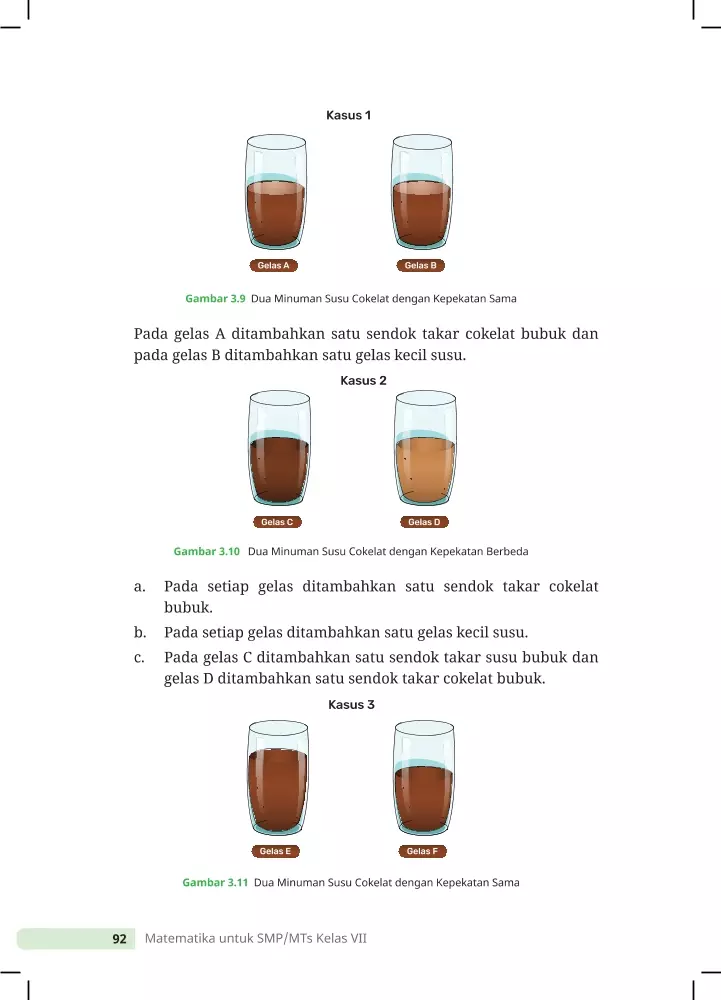 Kasus 1
Gelas A
Gelas B
Gambar 3.9 Dua Minuman Susu Cokelat dengan Kepekatan Sama
Pada gelas A ditambahkan satu sendok takar cokelat bubuk dan
pada gelas B ditambahkan satu gelas kecil susu.
Kasus 2
Gelas C
Gelas D
Gambar 3.10 Dua Minuman Susu Cokelat dengan Kepekatan Berbeda
a. Pada setiap gelas ditambahkan satu sendok takar cokelat
bubuk.
b. Pada setiap gelas ditambahkan satu gelas kecil susu.
c. Pada gelas C ditambahkan satu sendok takar susu bubuk dan
gelas D ditambahkan satu sendok takar cokelat bubuk.
Kasus 3
Gelas E
Gelas F
Gambar 3.11 Dua Minuman Susu Cokelat dengan Kepekatan Sama
92 Matematika untuk SMP/MTs Kelas VII